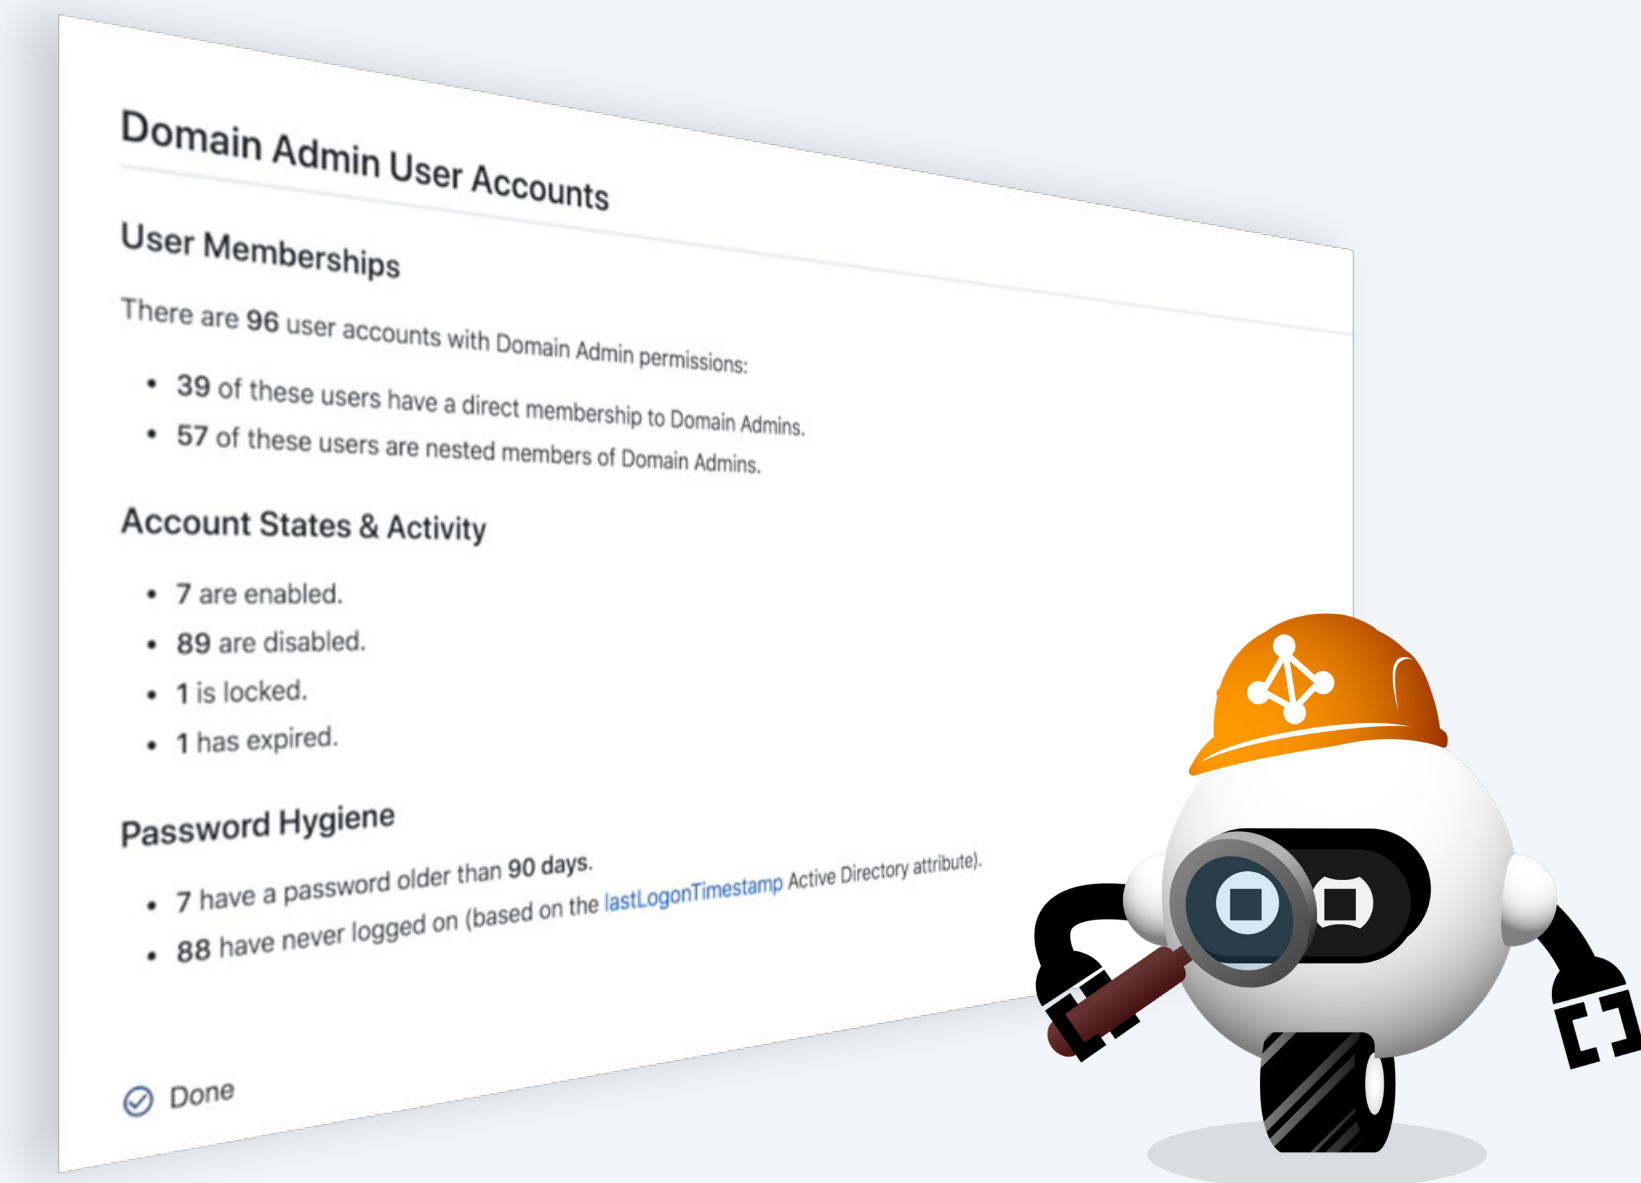 Domain Admin User Accounts
User Memberships
There are 96 user accounts with Domain Admin permissions:
• 39 of these users have a direct membership to Domain Admins.
• 57 of these users are nested members of Domain Admins.
Account States & Activity
• 7 are enabled.
• 89 are disabled.
• 1 is locked.
• 1 has expired.
Password Hygiene
• 7 have a password older than 90 days.
• 88 have never logged on (based on the lastLogonTimestamp Active Directory attribute).
Done